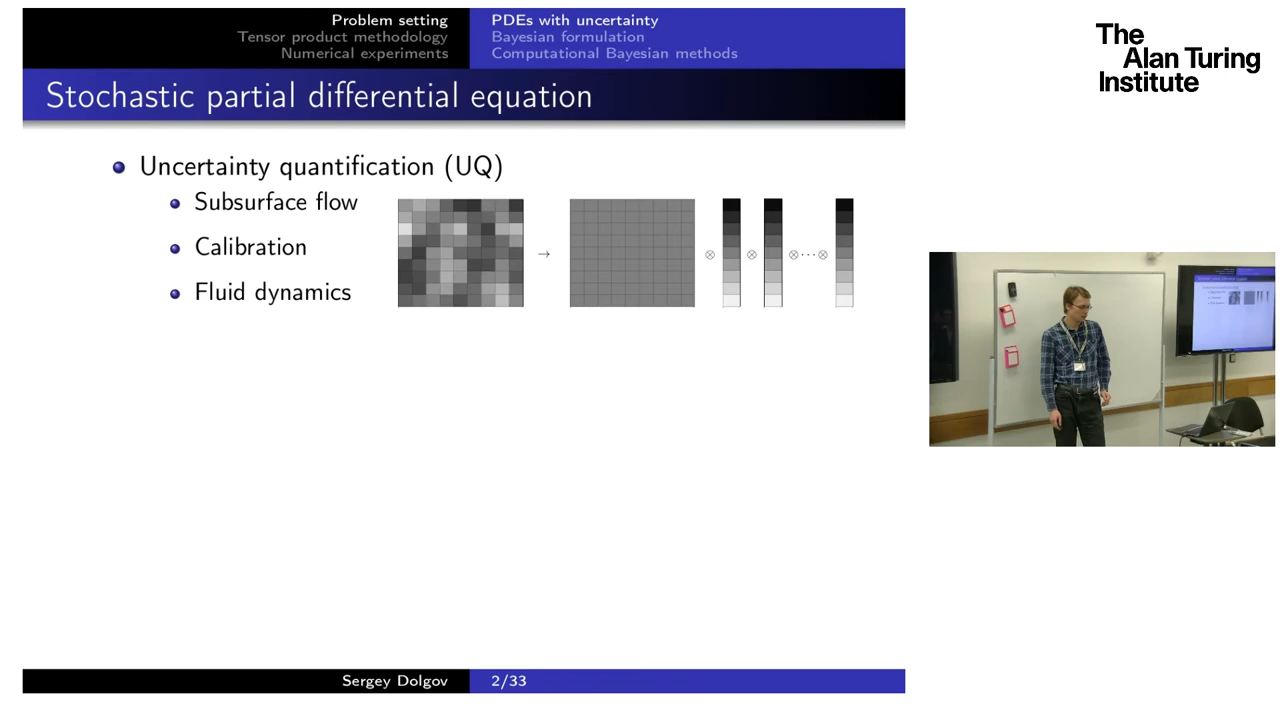 Problem setting
Tensor product methodology
Numerical experiments
PDEs with uncertainty
Bayesian formulation
Computational Bayesian methods
Stochastic partial differential equation
Uncertainty quantification (UQ)
Subsurface flow
Calibration
Fluid dynamics
→ ⊗ ⊗ ⊗···⊗
Sergey Dolgov 2/33
The
Alan Turing
Institute